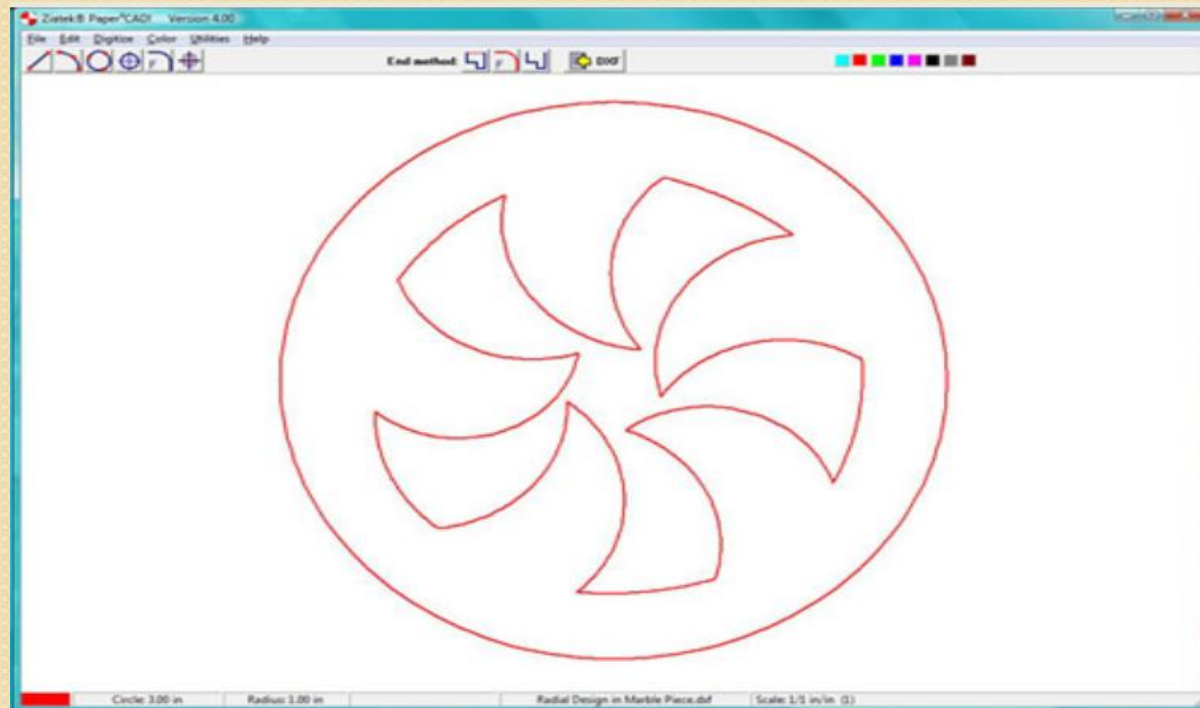 Ziatek® Paper²CAD! Version 4.00
File Edit Digitize Color Utilities Help
End method: DXF
Circle: 3.00 in Radius: 1.00 in Radial Design in Marble Piece.dxf Scale: 1/1 in/in (1)